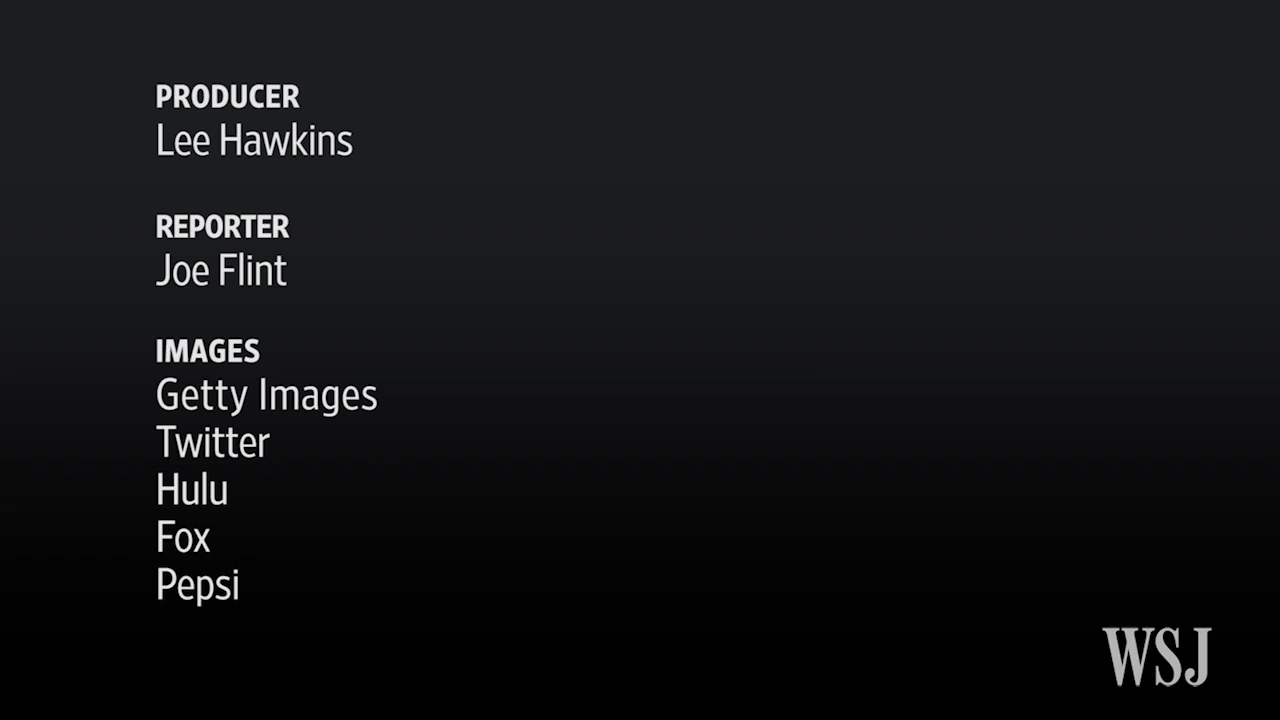 PRODUCER
Lee Hawkins
REPORTER
Joe Flint
IMAGES
Getty Images
Twitter
Hulu
Fox
Pepsi
WSJ